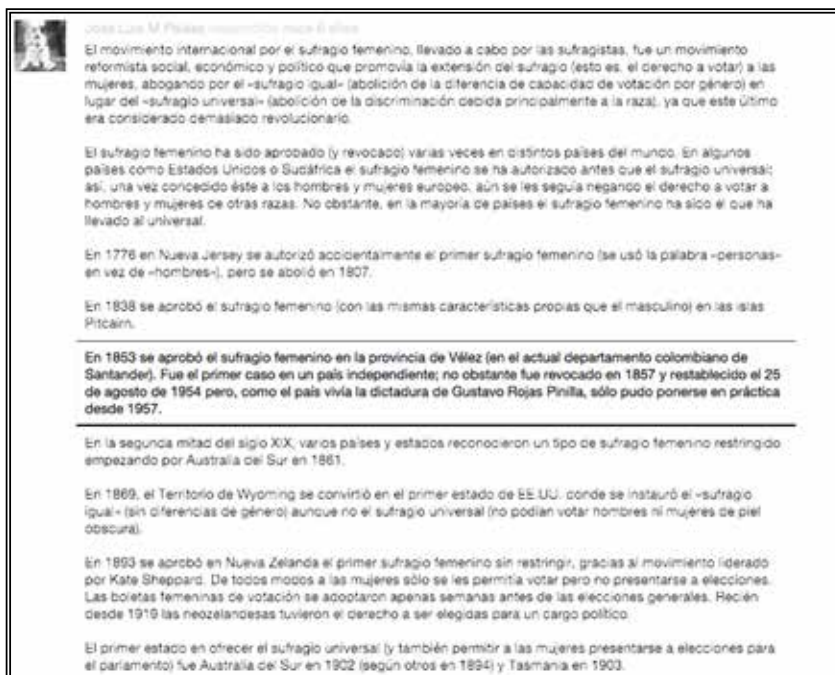 Jose Luis M Palias respondido hace 6 años
El movimiento internacional por el sufragio femenino, llevado a cabo por las sufragistas, fue un movimiento
reformista social, económico y político que promovía la extensión del sufragio (esto es, el derecho a votar) a las
mujeres, abogando por el «sufragio igual» (abolición de la diferencia de capacidad de votación por género) en
lugar del «sufragio universal» (abolición de la discriminación debida principalmente a la raza), ya que este último
era considerado demasiado revolucionario.
El sufragio femenino ha sido aprobado (y revocado) varias veces en distintos países del mundo. En algunos
países como Estados Unidos o Sudáfrica el sufragio femenino se ha autorizado antes que el sufragio universal;
así, una vez concedido éste a los hombres y mujeres europeo, aún se les seguía negando el derecho a votar a
hombres y mujeres de otras razas. No obstante, en la mayoría de países el sufragio femenino ha sido el que ha
llevado al universal.
En 1776 en Nueva Jersey se autorizó accidentalmente el primer sufragio femenino (se usó la palabra «personas»
en vez de «hombres»), pero se abolió en 1807.
En 1838 se aprobó el sufragio femenino (con las mismas características propias que el masculino) en las islas
Pitcairn.
En 1853 se aprobó el sufragio femenino en la provincia de Vélez (en el actual departamento colombiano de
Santander). Fue el primer caso en un país independiente; no obstante fue revocado en 1857 y restablecido el 25
de agosto de 1954 pero, como el país vivía la dictadura de Gustavo Rojas Pinilla, sólo pudo ponerse en práctica
desde 1957.
En la segunda mitad del siglo XIX, varios países y estados reconocieron un tipo de sufragio femenino restringido
empezando por Australia del Sur en 1861.
En 1869, el Territorio de Wyoming se convirtió en el primer estado de EE.UU. donde se instauró el «sufragio
igual» (sin diferencias de género) aunque no el sufragio universal (no podían votar hombres ni mujeres de piel
obscura).
En 1893 se aprobó en Nueva Zelanda el primer sufragio femenino sin restringir, gracias al movimiento liderado
por Kate Sheppard. De todos modos a las mujeres sólo se les permitía votar pero no presentarse a elecciones.
Las boletas femeninas de votación se adoptaron apenas semanas antes de las elecciones generales. Recién
desde 1919 las neozelandesas tuvieron el derecho a ser elegidas para un cargo político.
El primer estado en ofrecer el sufragio universal (y también permitir a las mujeres presentarse a elecciones para
el parlamento) fue Australia del Sur en 1902 (según otros en 1894) y Tasmania en 1903.